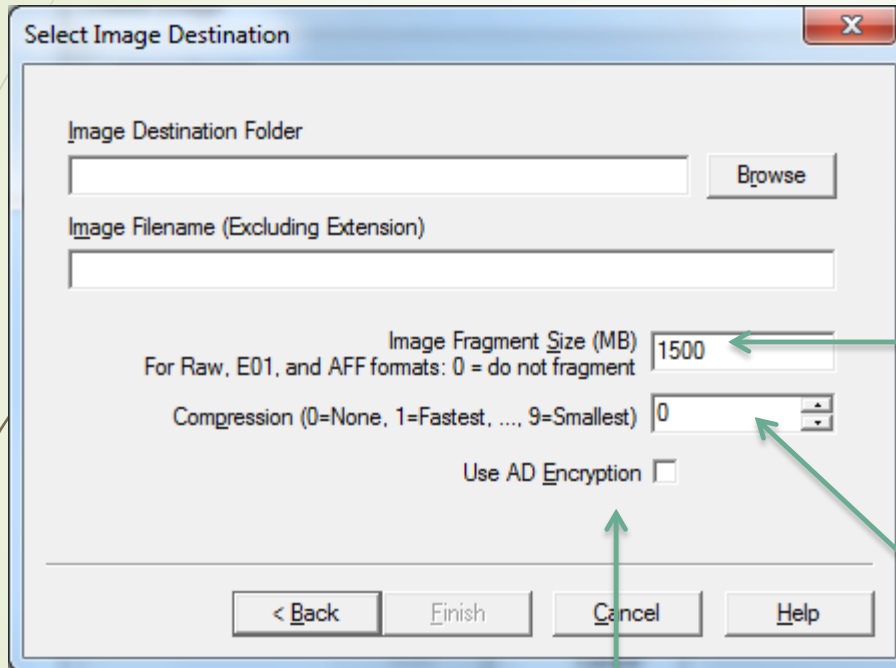 Select Image Destination
Image Destination Folder
Browse
Image Filename (Excluding Extension)
Image Fragment Size (MB)
1500
For Raw, E01, and AFF formats: 0 = do not fragment
Compression (0=None, 1=Fastest, ..., 9=Smallest)
0
Use AD Encryption
< Back
Finish
Cancel
Help